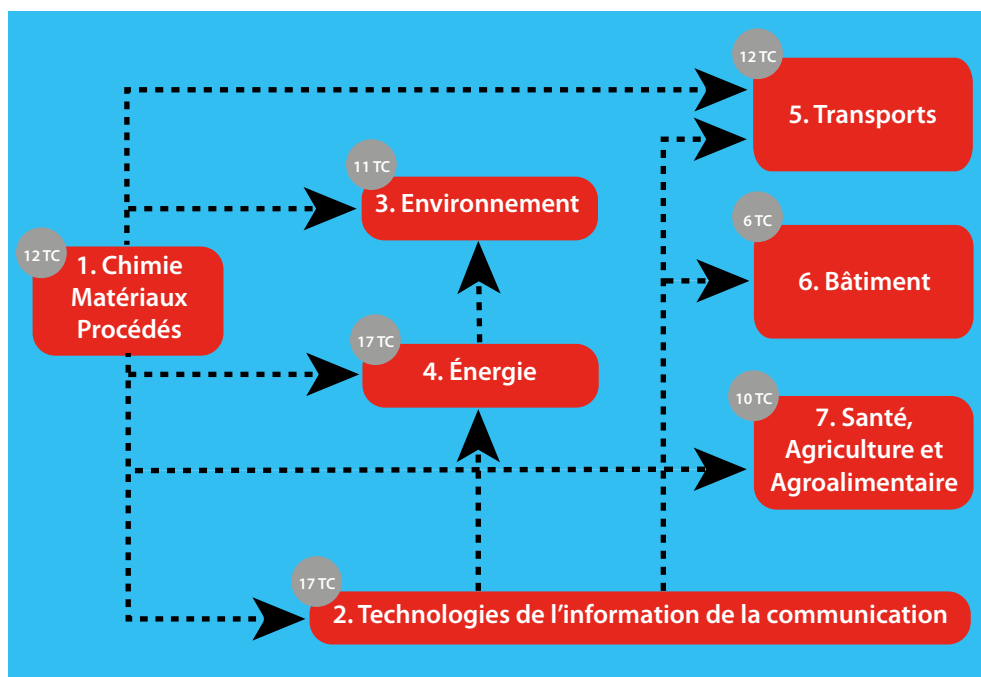 12 TC
5. Transports
11 TC
3. Environnement
6 TC
6. Bâtiment
12 TC
1. Chimie
Matériaux
Procédés
17 TC
4. Énergie
10 TC
7. Santé,
Agriculture et
Agroalimentaire
17 TC
2. Technologies de l’information de la communication